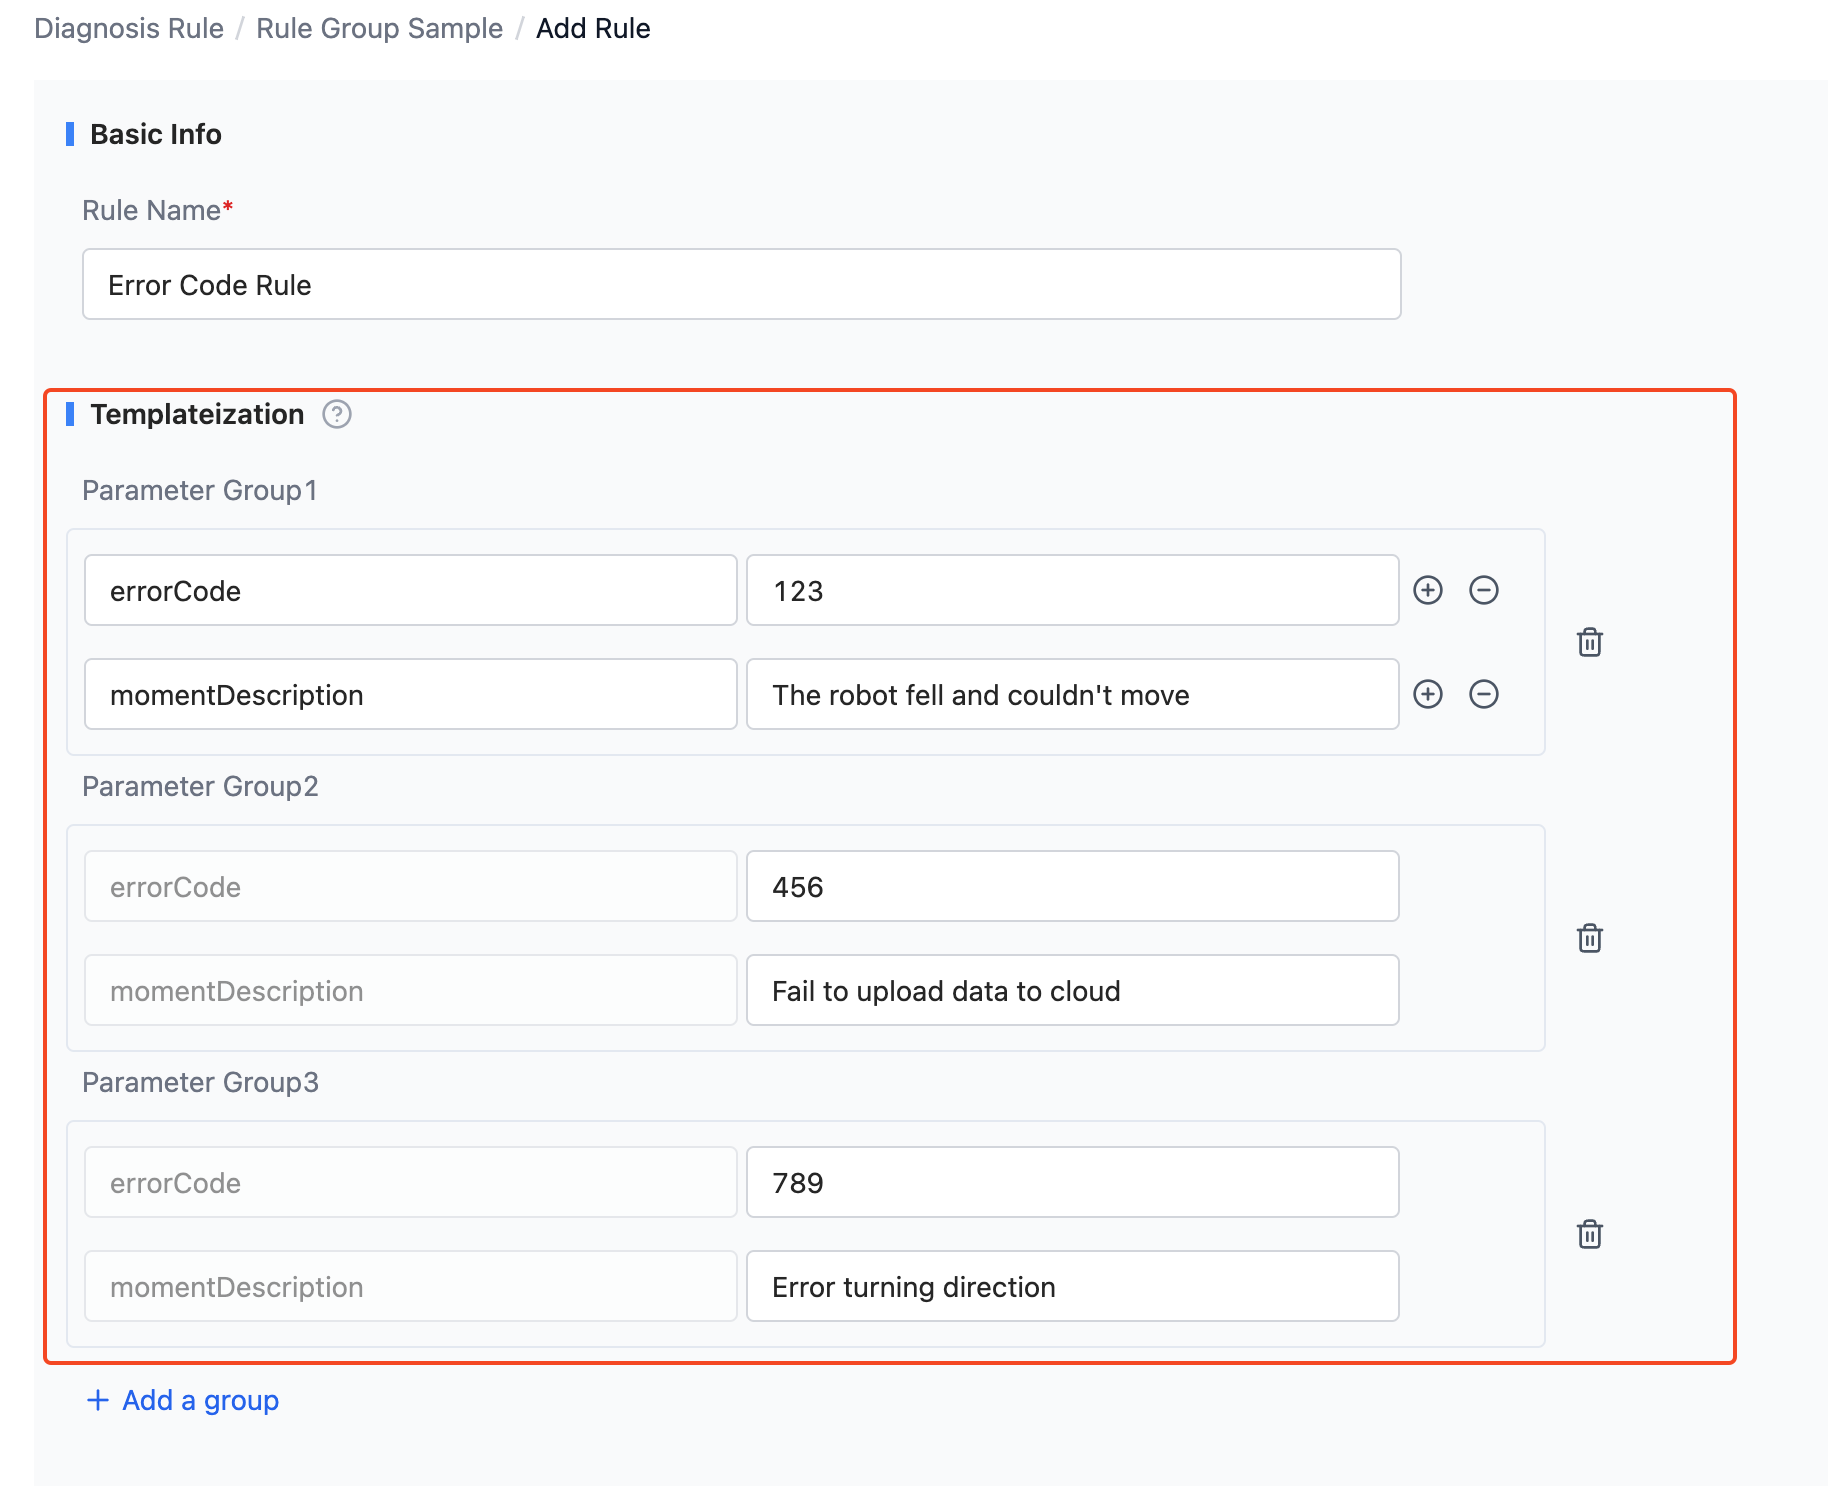 Diagnosis Rule / Rule Group Sample / Add Rule
Basic Info
Rule Name*
Error Code Rule
Templateization ?
Parameter Group1
errorCode 123
momentDescription The robot fell and couldn't move
Parameter Group2
errorCode 456
momentDescription Fail to upload data to cloud
Parameter Group3
errorCode 789
momentDescription Error turning direction
+ Add a group